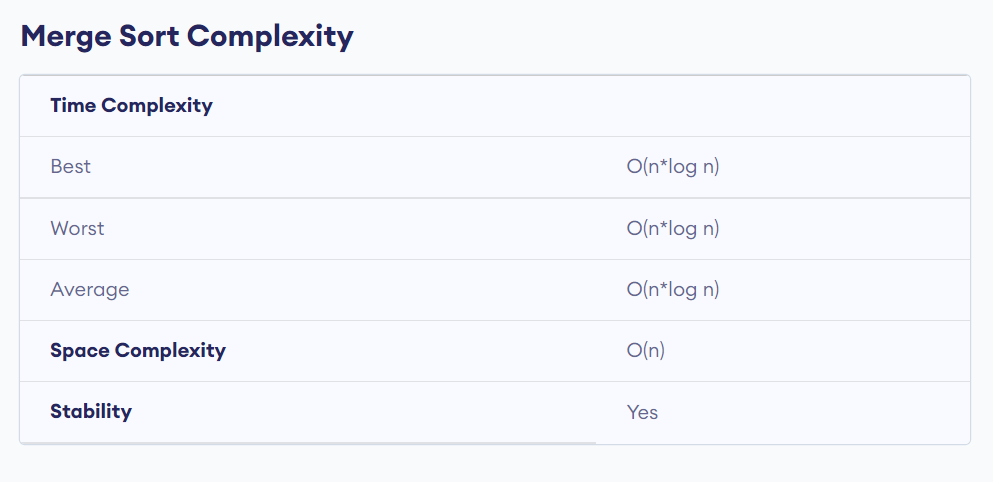 Merge Sort Complexity
Time Complexity
Best O(n*log n)
Worst O(n*log n)
Average O(n*log n)
Space Complexity O(n)
Stability Yes